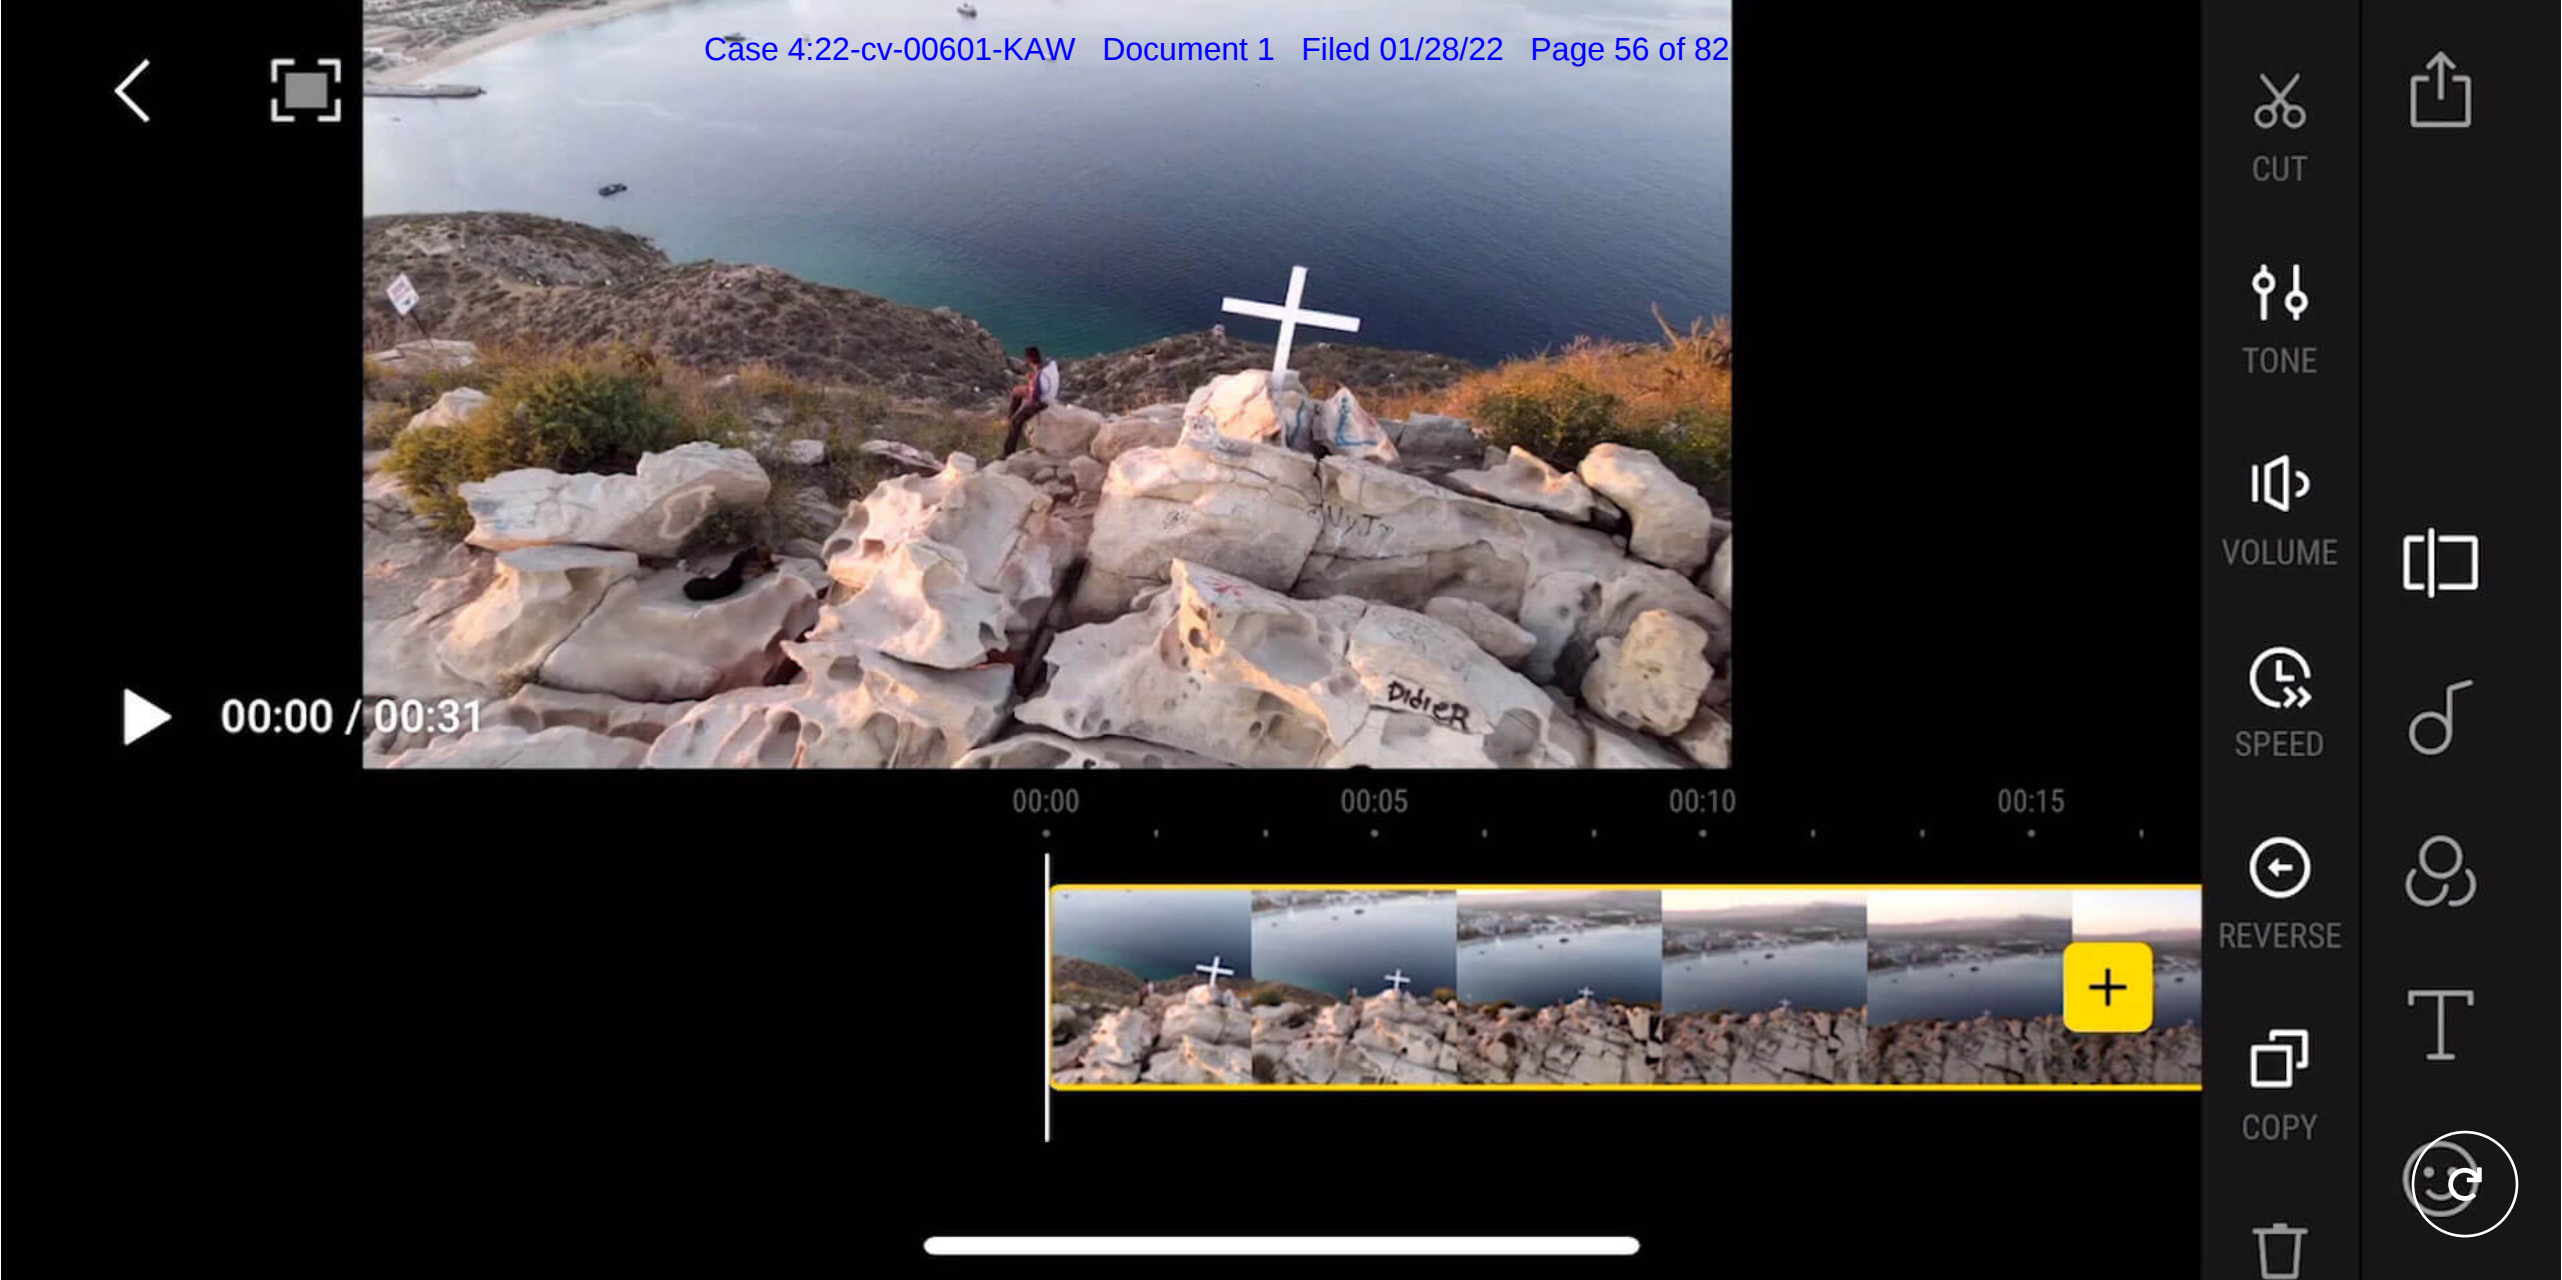 Case 4:22-cv-00601-KAW Document 1 Filed 01/28/22 Page 56 of 82
CUT
TONE
VOLUME
DidieR
00:00 / 00:31
SPEED
00:00 00:05 00:10 00:15
REVERSE
COPY